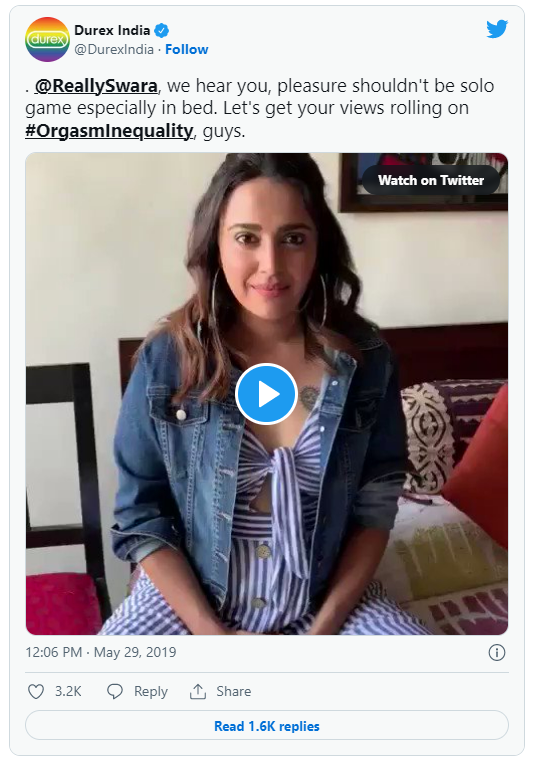 durex
Durex India
@DurexIndia · Follow
. @ReallySwara, we hear you, pleasure shouldn't be solo
game especially in bed. Let's get your views rolling on
#OrgasmInequality, guys.
Watch on Twitter
12:06 PM · May 29, 2019
3.2K Reply Share
Read 1.6K replies